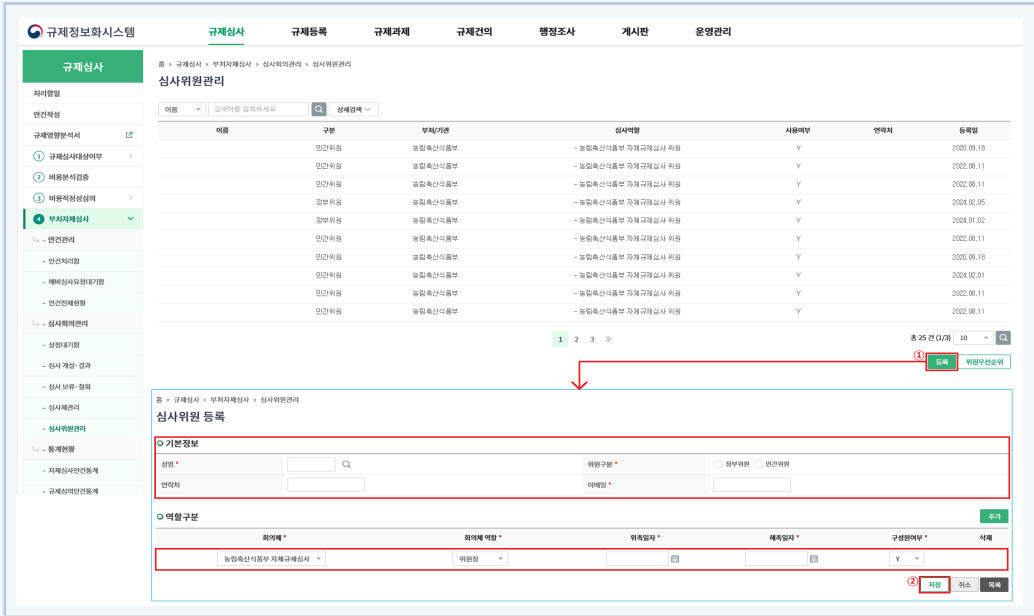 규제정보화시스템
규제심사 규제등록 규제과제 규제건의 행정조사 게시판 운영관리
규제심사
처리할일
안건작성
규제영향분석서
1 규제심사대상여부
2 비용분석검증
3 비용적정성심의
4 부처자체심사
- 안건관리
- 안건처리함
- 예비심사요청대기함
- 안건전체현황
- 심사회의관리
- 상정대기함
- 심사 개설·결과
- 심사 보류·철회
- 심사제관리
- 심사위원관리
- 통계현황
- 자체심사안건통계
- 규제심의안건통계
홈 > 규제심사 > 부처자체심사 > 심사회의관리 > 심사위원관리
심사위원관리
이름 검색어를 입력하세요 상세검색
이름 구분 부처/기관 심사역할 사용여부 연락처 등록일
민간위원 농림축산식품부 - 농림축산식품부 자체규제심사 위원 Y 2020.09.18
민간위원 농림축산식품부 - 농림축산식품부 자체규제심사 위원 Y 2022.08.11
민간위원 농림축산식품부 - 농림축산식품부 자체규제심사 위원 Y 2022.08.11
정부위원 농림축산식품부 - 농림축산식품부 자체규제심사 위원 Y 2024.02.05
정부위원 농림축산식품부 - 농림축산식품부 자체규제심사 위원 Y 2024.01.02
민간위원 농림축산식품부 - 농림축산식품부 자체규제심사 위원 Y 2022.08.11
민간위원 농림축산식품부 - 농림축산식품부 자체규제심사 위원 Y 2020.09.18
민간위원 농림축산식품부 - 농림축산식품부 자체규제심사 위원 Y 2024.02.01
민간위원 농림축산식품부 - 농림축산식품부 자체규제심사 위원 Y 2022.08.11
민간위원 농림축산식품부 - 농림축산식품부 자체규제심사 위원 Y 2022.08.11
1 2 3 »
총 25 건 (1/3) 10
① 등록 위원우선순위
홈 > 규제심사 > 부처자체심사 > 심사위원관리
심사위원 등록
기본정보
성명 * 위원구분 * 정부위원 민간위원
연락처 이메일 *
역할구분 추가
회의체 * 회의체 역할 * 위촉일자 * 해촉일자 * 구성원여부 * 삭제
농림축산식품부 자체규제심사 위원장 Y
② 저장 취소 목록